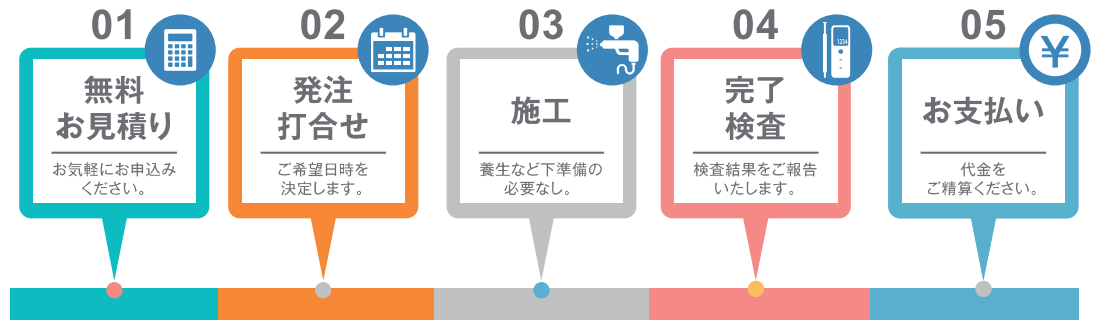 01
無料
お見積り
お気軽にお申込み
ください。
02
発注
打合せ
ご希望日時を
決定します。
03
施工
養生など下準備の
必要なし。
04
1234
完了
検査
検査結果をご報告
いたします。
05
¥
お支払い
代金を
ご精算ください。